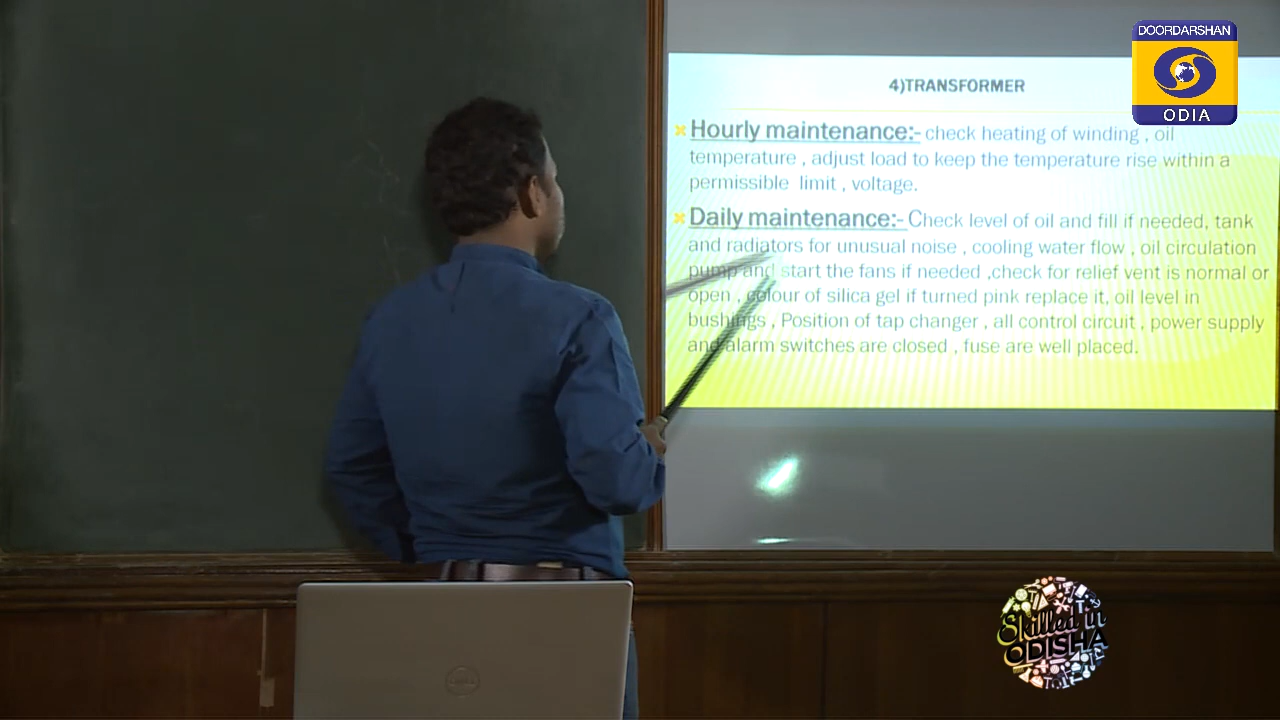 DOORDARSHAN
ODIA
4)TRANSFORMER
Hourly maintenance:- check heating of winding , oil
temperature , adjust load to keep the temperature rise within a
permissible limit , voltage.
Daily maintenance:- Check level of oil and fill if needed, tank
and radiators for unusual noise , cooling water flow , oil circulation
pump and start the fans if needed ,check for relief vent is normal or
open , colour of silica gel if turned pink replace it, oil level in
bushings , Position of tap changer , all control circuit , power supply
and alarm switches are closed , fuse are well placed.
Skilled in
ODISHA
DELL